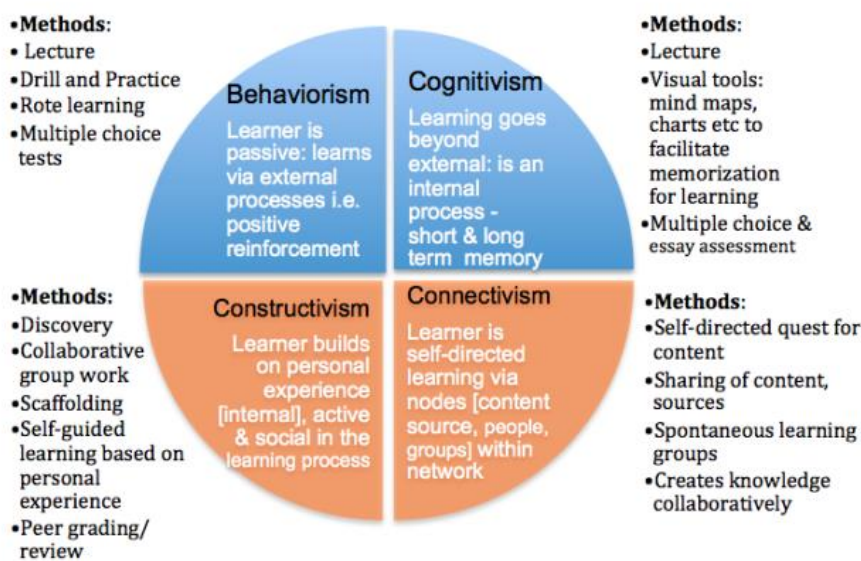 •Methods:
• Lecture
•Drill and Practice
•Rote learning
•Multiple choice
tests
Behaviorism
Learner is
passive: learns
via external
processes i.e.
positive
reinforcement
Cognitivism
Learning goes
beyond
external: is an
internal
process -
short & long
term memory
•Methods:
•Lecture
•Visual tools:
mind maps,
charts etc to
facilitate
memorization
for learning
•Multiple choice &
essay assessment
•Methods:
•Discovery
•Collaborative
group work
•Scaffolding
•Self-guided
learning based on
personal
experience
•Peer grading/
review
Constructivism
Learner builds
on personal
experience
[internal], active
& social in the
learning process
Connectivism
Learner is
self-directed
learning via
nodes [content
source, people,
groups] within
network
•Methods:
•Self-directed quest for
content
•Sharing of content,
sources
•Spontaneous learning
groups
•Creates knowledge
collaboratively